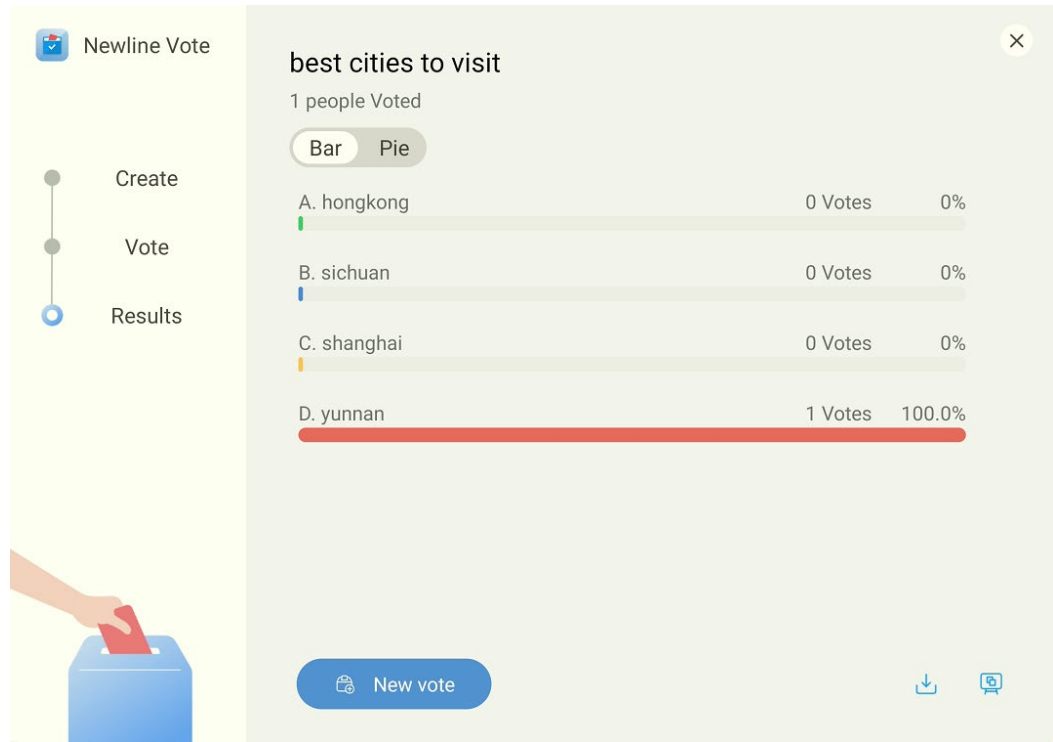 Newline Vote
Create
Vote
Results
best cities to visit
1 people Voted
Bar Pie
A. hongkong 0 Votes 0%
B. sichuan 0 Votes 0%
C. shanghai 0 Votes 0%
D. yunnan 1 Votes 100.0%
New vote